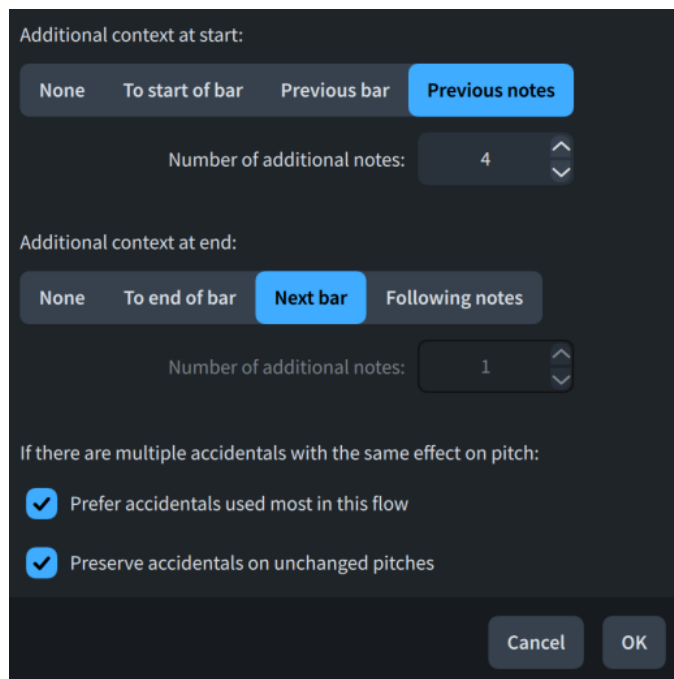 Additional context at start:
None To start of bar Previous bar Previous notes
Number of additional notes: 4
Additional context at end:
None To end of bar Next bar Following notes
Number of additional notes: 1
If there are multiple accidentals with the same effect on pitch:
Prefer accidentals used most in this flow
Preserve accidentals on unchanged pitches
Cancel OK